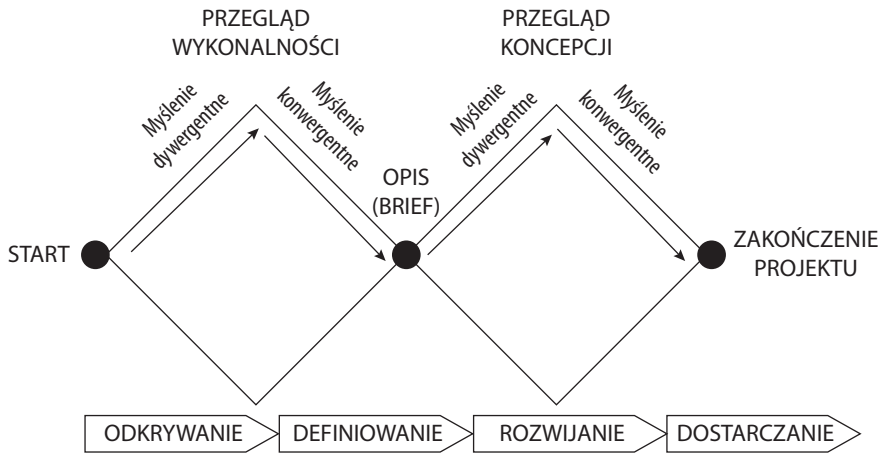 PRZEGLĄD
WYKONALNOŚCI
PRZEGLĄD
KONCEPCJI
Myślenie
dywergentne
Myślenie
konwergentne
Myślenie
dywergentne
Myślenie
konwergentne
OPIS
(BRIEF)
START
ZAKOŃCZENIE
PROJEKTU
ODKRYWANIE
DEFINIOWANIE
ROZWIJANIE
DOSTARCZANIE